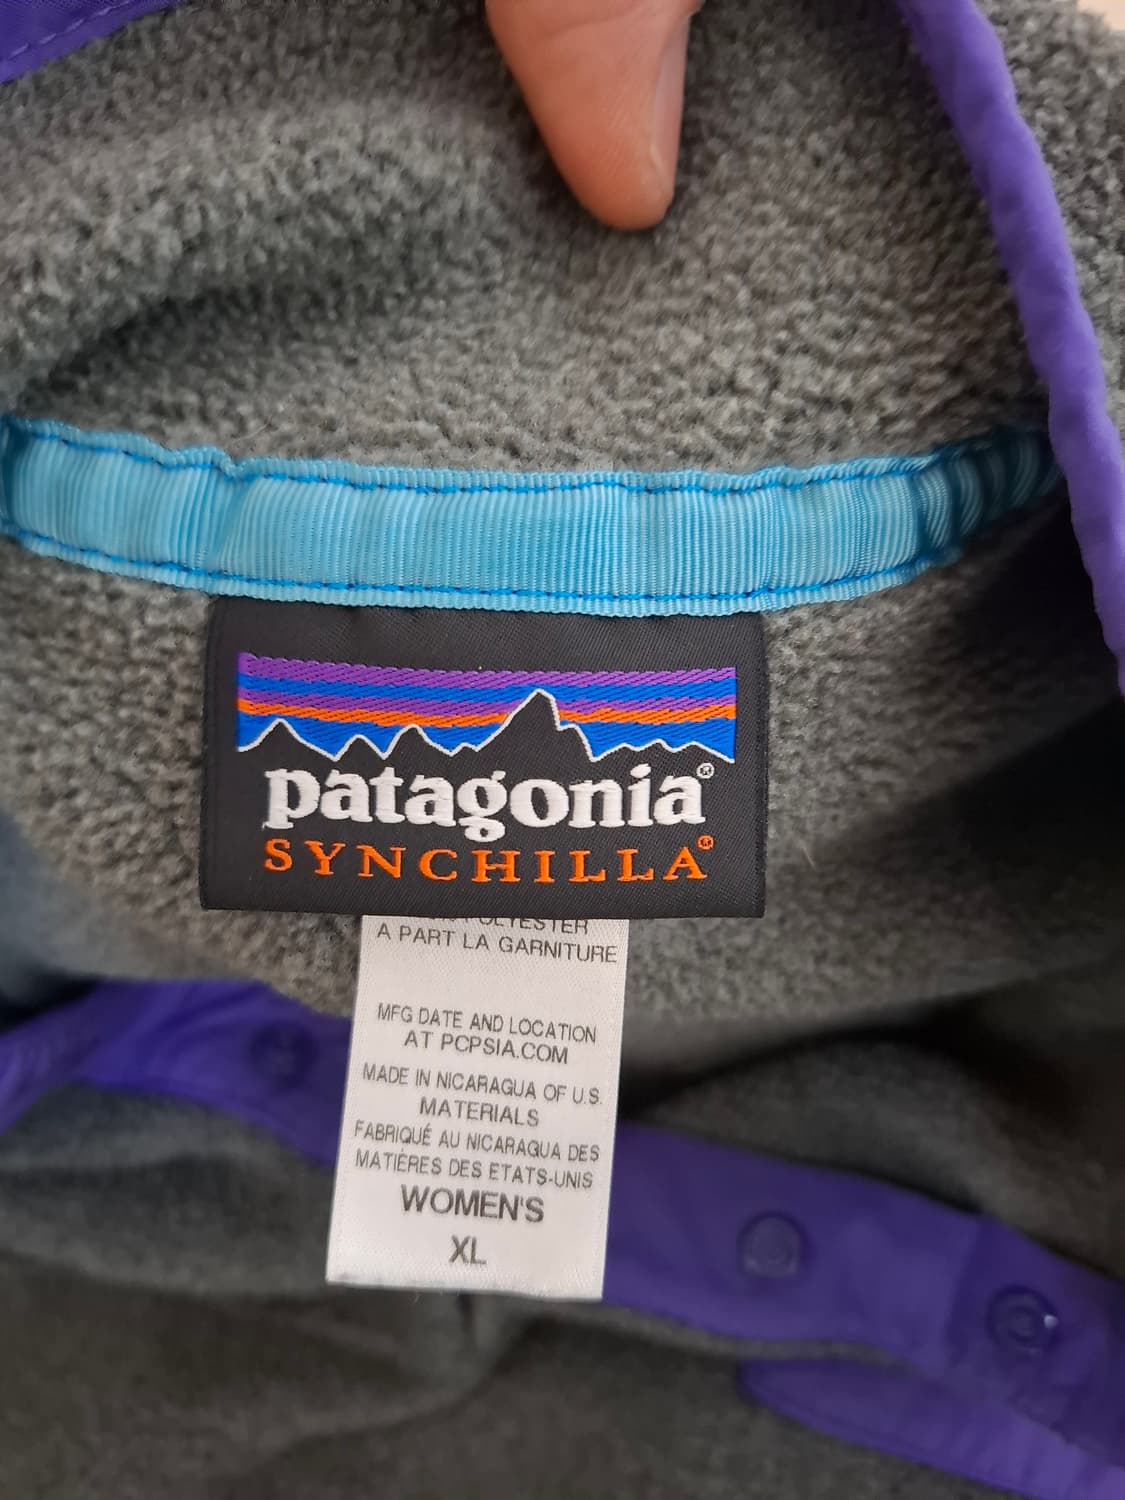 patagonia®
SYNCHILLA®
POLYESTER
A PART LA GARNITURE
MFG DATE AND LOCATION
AT PCPSIA.COM
MADE IN NICARAGUA OF U.S.
MATERIALS
FABRIQUÉ AU NICARAGUA DES
MATIÈRES DES ETATS-UNIS
WOMEN'S
XL